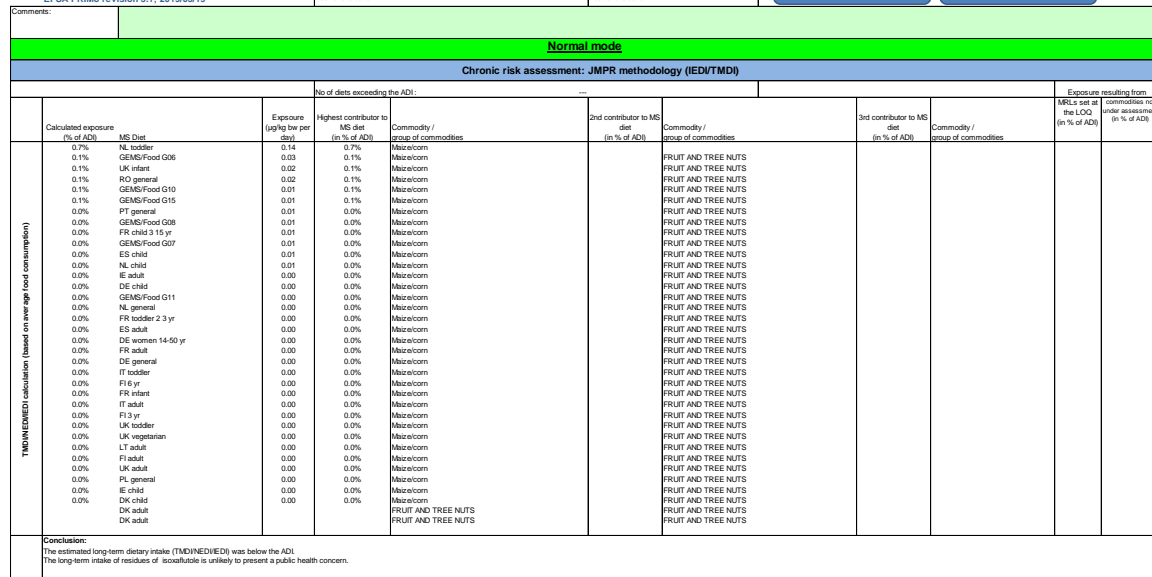 EFSA PRIMo revision 3.1; 2019/03/19
Comments:
Normal mode
Chronic risk assessment: JMPR methodology (IEDI/TMDI)
No of diets exceeding the ADI : --- Exposure resulting from
Calculated exposure (% of ADI) MS Diet Expsoure (µg/kg bw per day) Highest contributor to MS diet (in % of ADI) Commodity / group of commodities 2nd contributor to MS diet (in % of ADI) Commodity / group of commodities 3rd contributor to MS diet (in % of ADI) Commodity / group of commodities MRLs set at the LOQ (in % of ADI) commodities no under assessme (in % of ADI)
TMDI/NEDI/IEDI calculation (based on average food consumption)
0.7% NL toddler 0.14 0.7% Maize/corn
0.1% GEMS/Food G06 0.03 0.1% Maize/corn FRUIT AND TREE NUTS
0.1% UK infant 0.02 0.1% Maize/corn FRUIT AND TREE NUTS
0.1% RO general 0.02 0.1% Maize/corn FRUIT AND TREE NUTS
0.1% GEMS/Food G10 0.01 0.1% Maize/corn FRUIT AND TREE NUTS
0.1% GEMS/Food G15 0.01 0.1% Maize/corn FRUIT AND TREE NUTS
0.0% PT general 0.01 0.0% Maize/corn FRUIT AND TREE NUTS
0.0% GEMS/Food G08 0.01 0.0% Maize/corn FRUIT AND TREE NUTS
0.0% FR child 3 15 yr 0.01 0.0% Maize/corn FRUIT AND TREE NUTS
0.0% GEMS/Food G07 0.01 0.0% Maize/corn FRUIT AND TREE NUTS
0.0% ES child 0.01 0.0% Maize/corn FRUIT AND TREE NUTS
0.0% NL child 0.01 0.0% Maize/corn FRUIT AND TREE NUTS
0.0% IE adult 0.00 0.0% Maize/corn FRUIT AND TREE NUTS
0.0% DE child 0.00 0.0% Maize/corn FRUIT AND TREE NUTS
0.0% GEMS/Food G11 0.00 0.0% Maize/corn FRUIT AND TREE NUTS
0.0% NL general 0.00 0.0% Maize/corn FRUIT AND TREE NUTS
0.0% FR toddler 2 3 yr 0.00 0.0% Maize/corn FRUIT AND TREE NUTS
0.0% ES adult 0.00 0.0% Maize/corn FRUIT AND TREE NUTS
0.0% DE women 14-50 yr 0.00 0.0% Maize/corn FRUIT AND TREE NUTS
0.0% FR adult 0.00 0.0% Maize/corn FRUIT AND TREE NUTS
0.0% DE general 0.00 0.0% Maize/corn FRUIT AND TREE NUTS
0.0% IT toddler 0.00 0.0% Maize/corn FRUIT AND TREE NUTS
0.0% FI 6 yr 0.00 0.0% Maize/corn FRUIT AND TREE NUTS
0.0% FR infant 0.00 0.0% Maize/corn FRUIT AND TREE NUTS
0.0% IT adult 0.00 0.0% Maize/corn FRUIT AND TREE NUTS
0.0% FI 3 yr 0.00 0.0% Maize/corn FRUIT AND TREE NUTS
0.0% UK toddler 0.00 0.0% Maize/corn FRUIT AND TREE NUTS
0.0% UK vegetarian 0.00 0.0% Maize/corn FRUIT AND TREE NUTS
0.0% LT adult 0.00 0.0% Maize/corn FRUIT AND TREE NUTS
0.0% FI adult 0.00 0.0% Maize/corn FRUIT AND TREE NUTS
0.0% UK adult 0.00 0.0% Maize/corn FRUIT AND TREE NUTS
0.0% PL general 0.00 0.0% Maize/corn FRUIT AND TREE NUTS
0.0% IE child 0.00 0.0% Maize/corn FRUIT AND TREE NUTS
0.0% DK child 0.00 0.0% Maize/corn FRUIT AND TREE NUTS
DK adult FRUIT AND TREE NUTS FRUIT AND TREE NUTS
DK adult FRUIT AND TREE NUTS FRUIT AND TREE NUTS
Conclusion:
The estimated long-term dietary intake (TMDI/NEDI/IEDI) was below the ADI.
The long-term intake of residues of isoxaflutole is unlikely to present a public health concern.